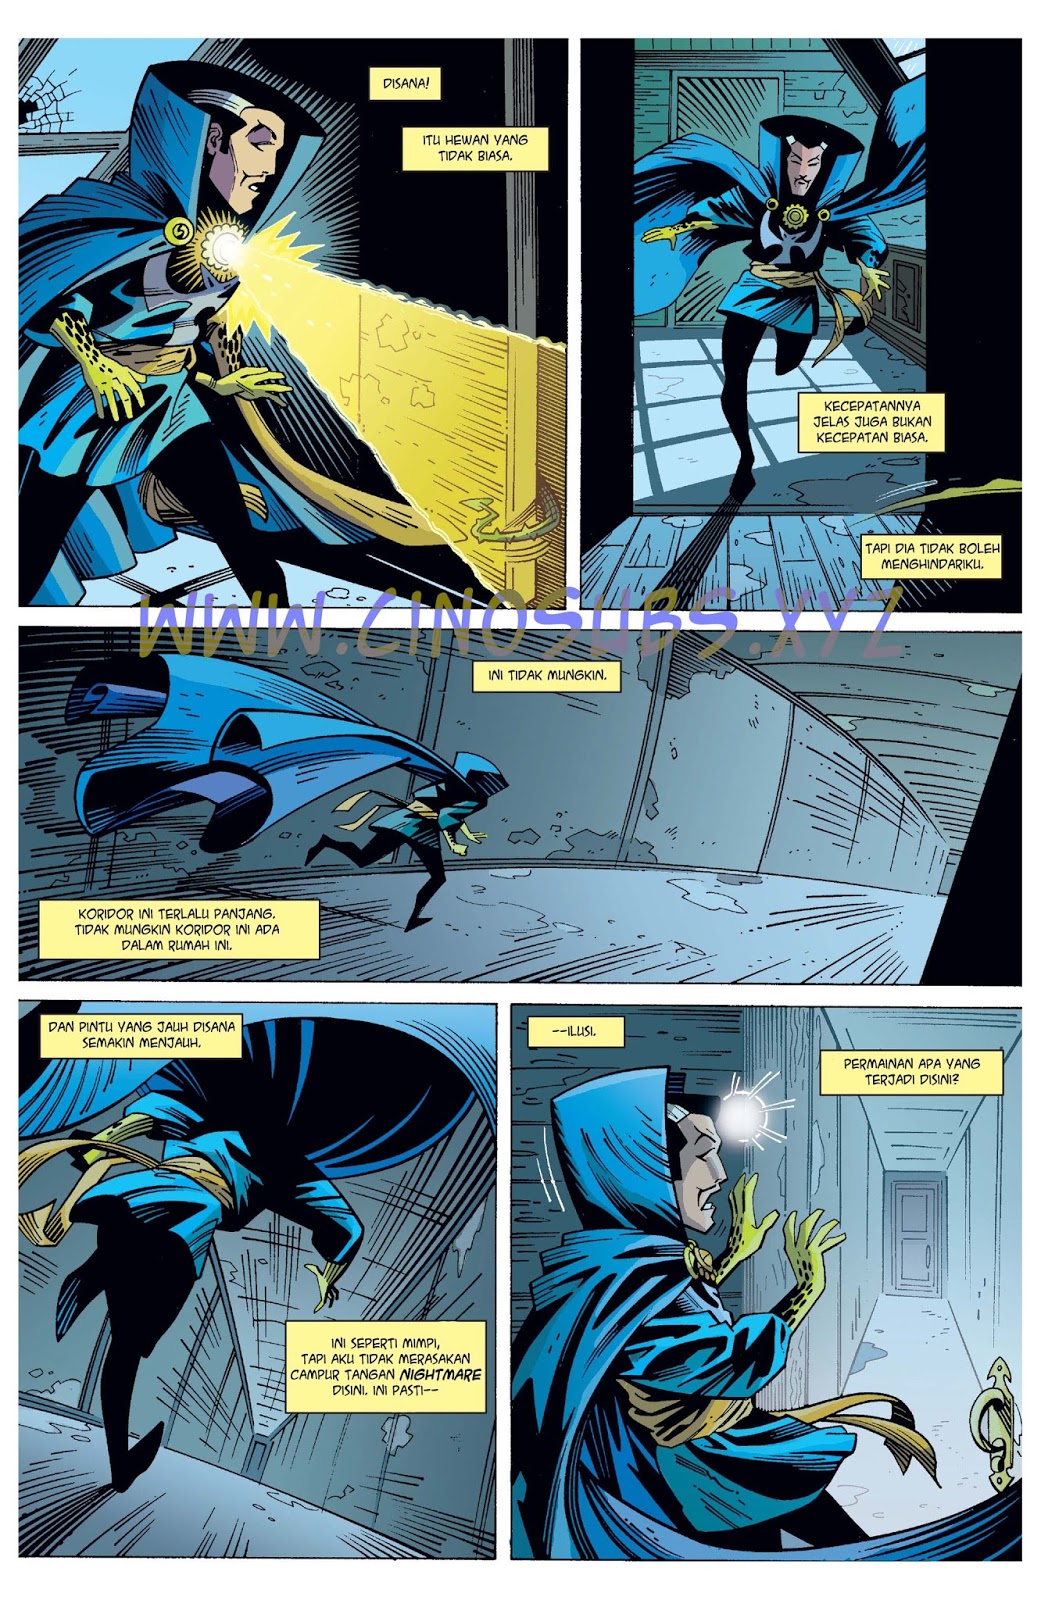 DISANA!
ITU HEWAN YANG
TIDAK BIASA.
KECEPATANNYA
JELAS JUGA BUKAN
KECEPATAN BIASA.
TAPI DIA TIDAK BOLEH
MENGHINDARIKU.
WWW.CINOSUBS.XYZ
INI TIDAK MUNGKIN.
KORIDOR INI TERLALU PANJANG.
TIDAK MUNGKIN KORIDOR INI ADA
DALAM RUMAH INI.
DAN PINTU YANG JAUH DISANA
SEMAKIN MENJAUH.
INI SEPERTI MIMPI,
TAPI AKU TIDAK MERASAKAN
CAMPUR TANGAN NIGHTMARE
DISINI. INI PASTI--
--ILUSI.
PERMAINAN APA YANG
TERJADI DISINI?